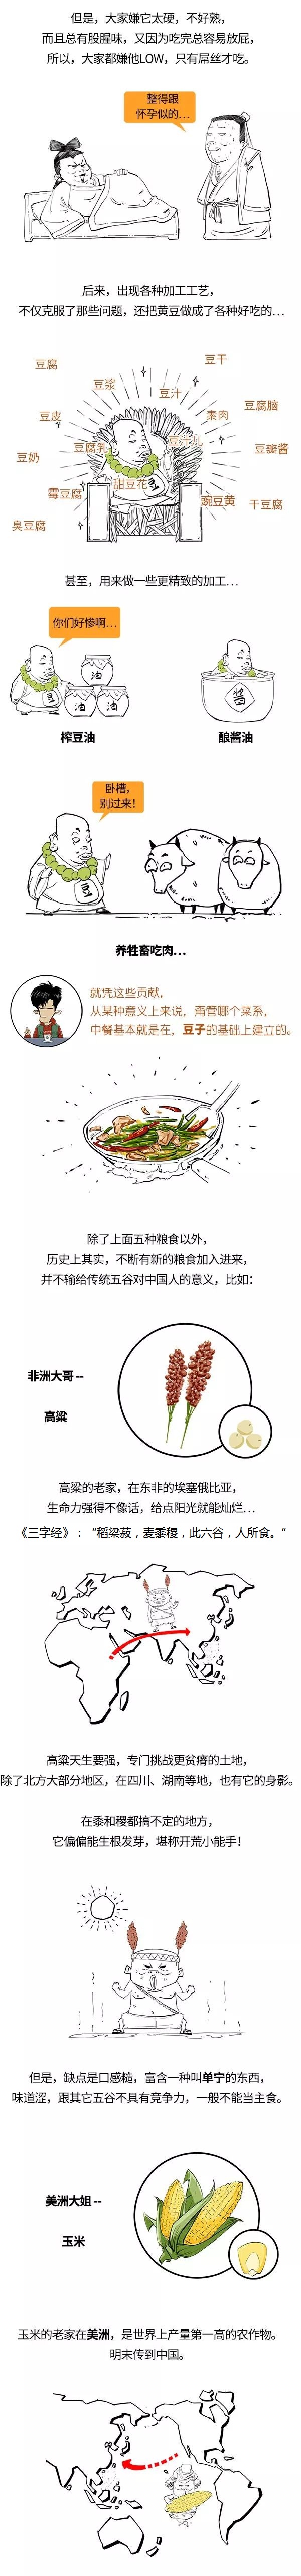 但是，大家嫌它太硬，不好熟，
而且总有股腥味，又因为吃完总容易放屁，
所以，大家都嫌他LOW，只有屌丝才吃。
整得跟
怀孕似的...
后来，出现各种加工工艺，
不仅克服了那些问题，还把黄豆做成了各种好吃的...
豆腐
豆干
豆浆
豆汁
豆腐脑
豆皮
素肉
豆腐乳
豆汁儿
豆瓣酱
豆奶
甜豆花
霉豆腐
豌豆黄
干豆腐
臭豆腐
豆
甚至，用来做一些更精致的加工...
你们好惨啊...
油
油
油
豆
酱
榨豆油
酿酱油
卧槽，
别过来！
豆
养牲畜吃肉...
就凭这些贡献，
从某种意义上来说，甭管哪个菜系，
中餐基本就是在，豆子的基础上建立的。
除了上面五种粮食以外，
历史上其实，不断有新的粮食加入进来，
并不输给传统五谷对中国人的意义，比如：
非洲大哥 --
高粱
高粱的老家，在东非的埃塞俄比亚，
生命力强得不像话，给点阳光就能灿烂...
《三字经》：“稻粱菽，麦黍稷，此六谷，人所食。”
高粱天生要强，专门挑战更贫瘠的土地，
除了北方大部分地区，在四川、湖南等地，也有它的身影。
在黍和稷都搞不定的地方，
它偏偏能生根发芽，堪称开荒小能手！
但是，缺点是口感糙，富含一种叫单宁的东西，
味道涩，跟其它五谷不具有竞争力，一般不能当主食。
美洲大姐 --
玉米
玉米的老家在美洲，是世界上产量第一高的农作物。
明末传到中国。